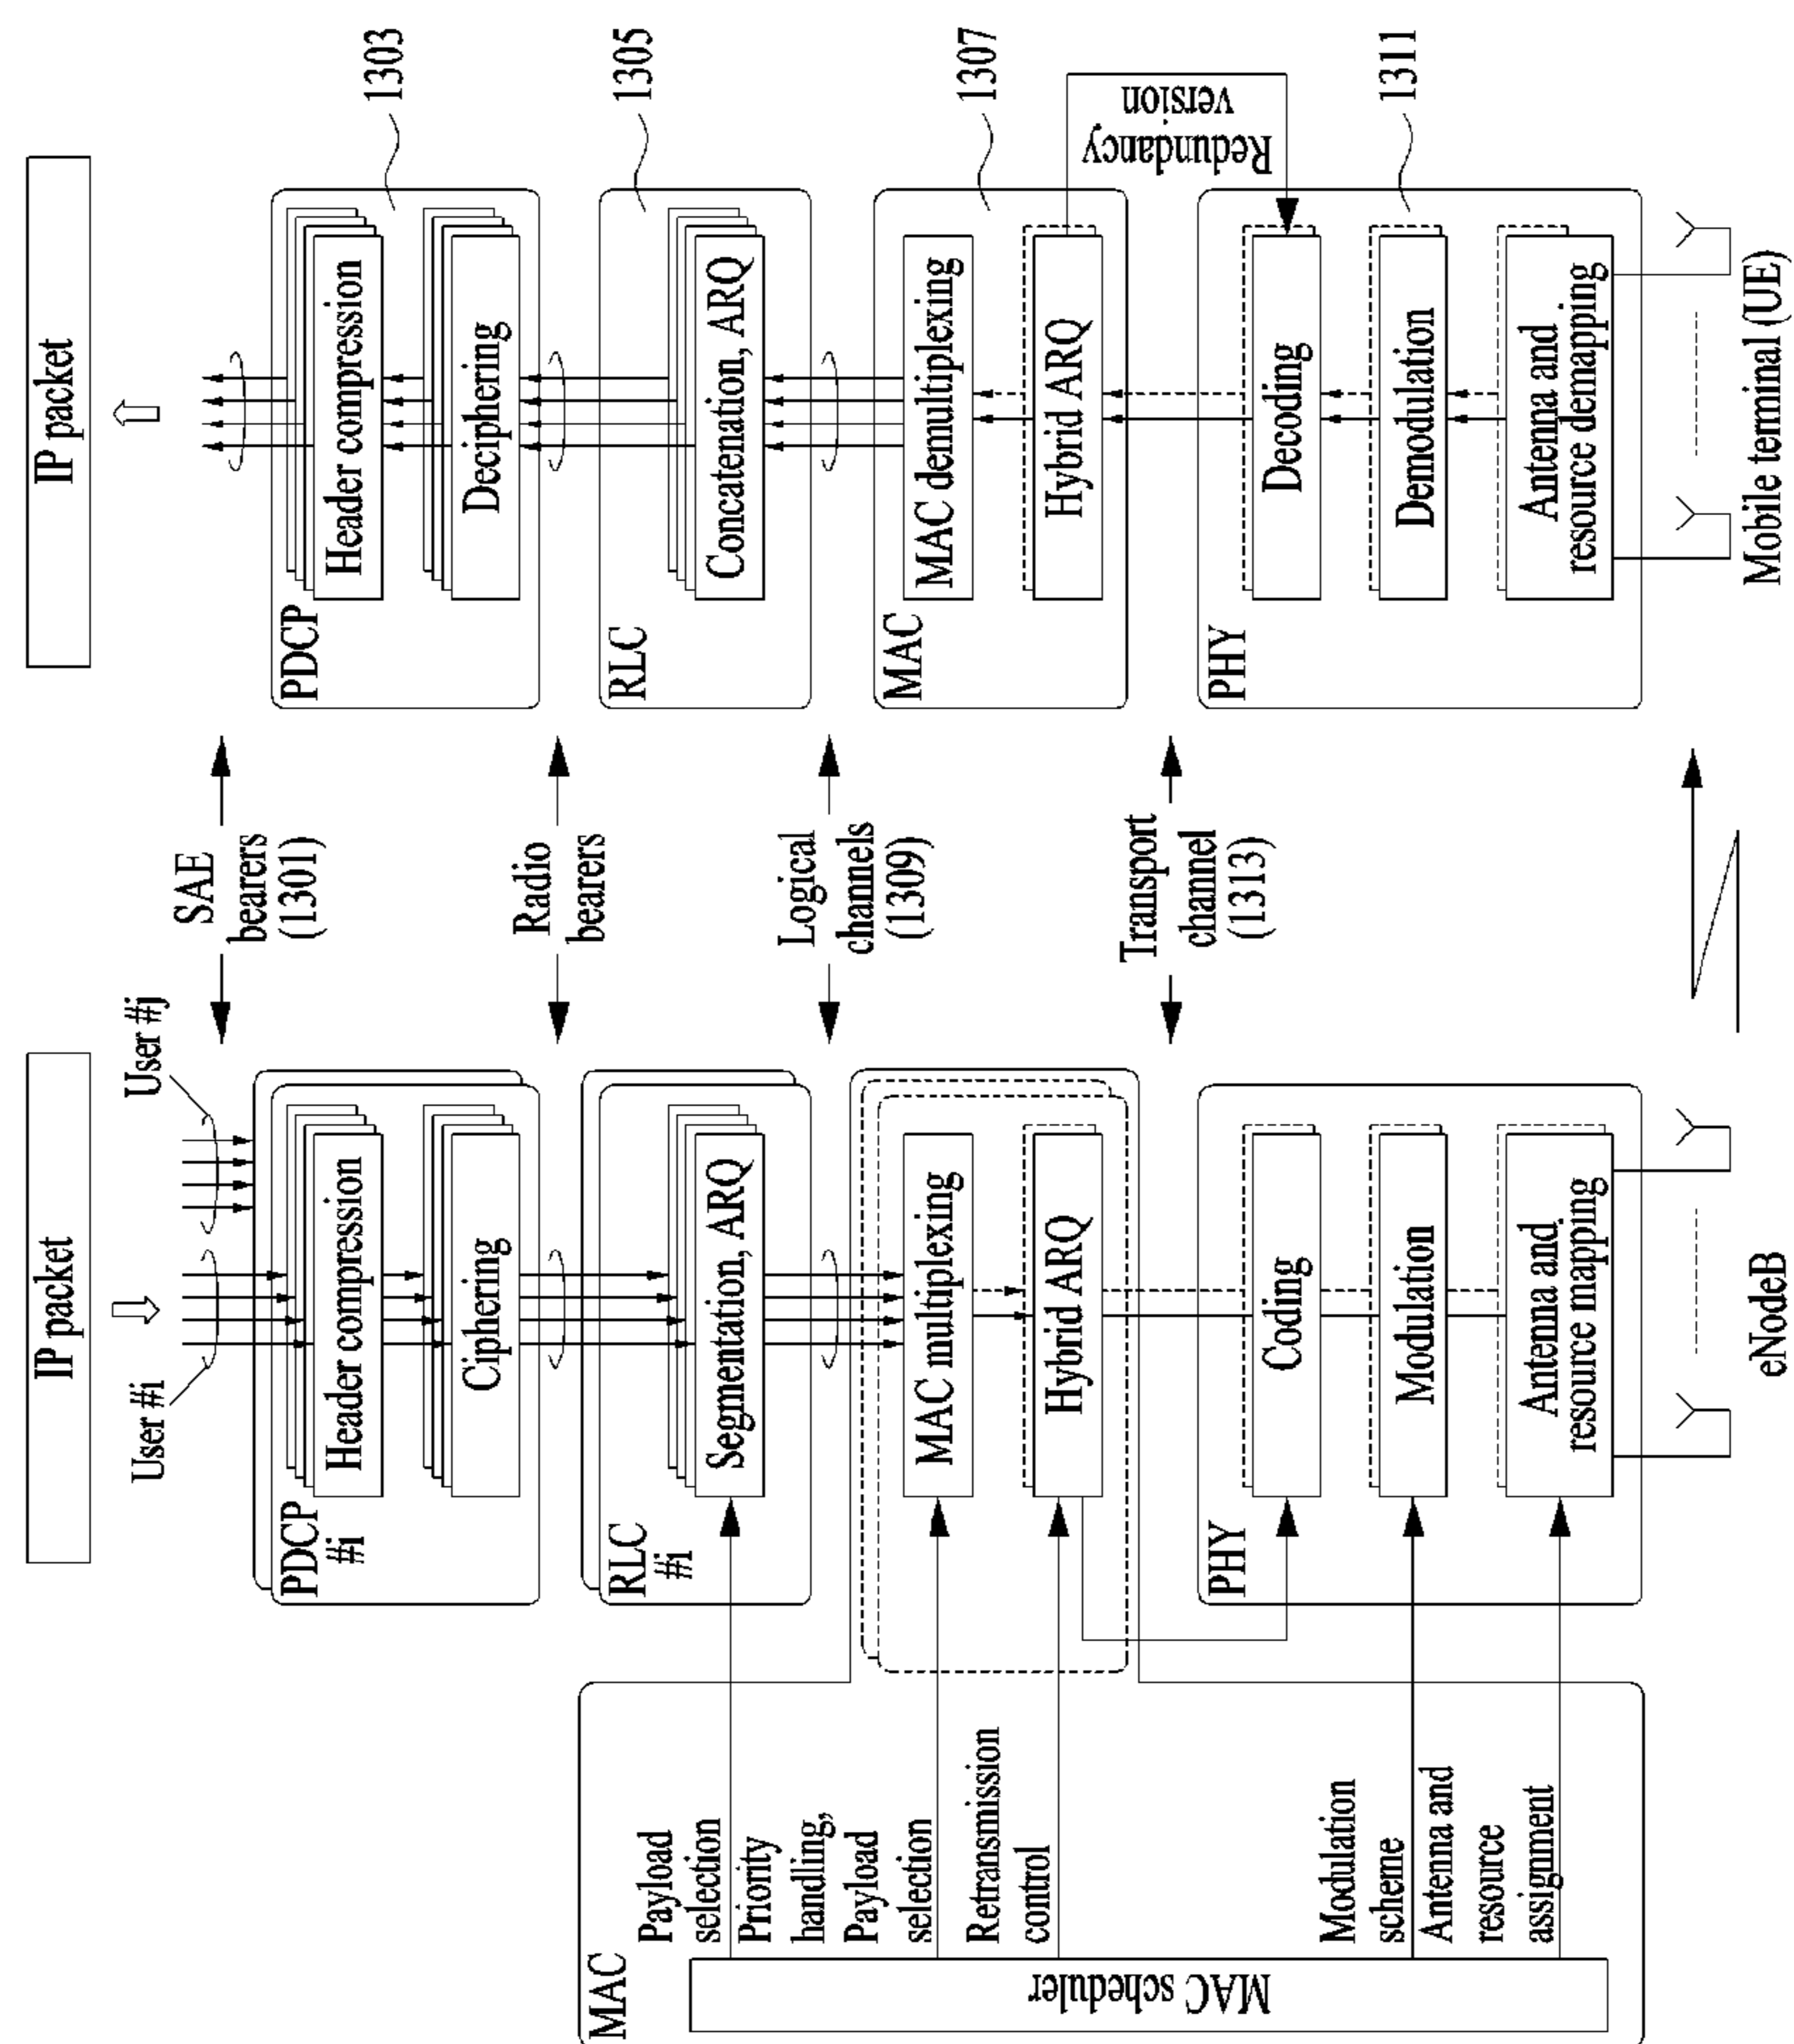 IP packet
User #i
User #j
PDCP
#i
Header compression
Ciphering
RLC
#i
Segmentation, ARQ
MAC
MAC scheduler
Payload
selection
Priority
handling,
Payload
selection
Retransmission
control
Modulation
scheme
Antenna and
resource
assignment
MAC multiplexing
Hybrid ARQ
PHY
Coding
Modulation
Antenna and
resource mapping
eNodeB
SAE
bearers
(1301)
Radio
bearers
Logical
channels
(1309)
Transport
channel
(1313)
IP packet
PDCP
Header compression
Deciphering
1303
RLC
Concatenation, ARQ
1305
MAC
MAC demultiplexing
Hybrid ARQ
1307
Redundancy
version
PHY
Decoding
Demodulation
Antenna and
resource demapping
1311
Mobile terminal (UE)